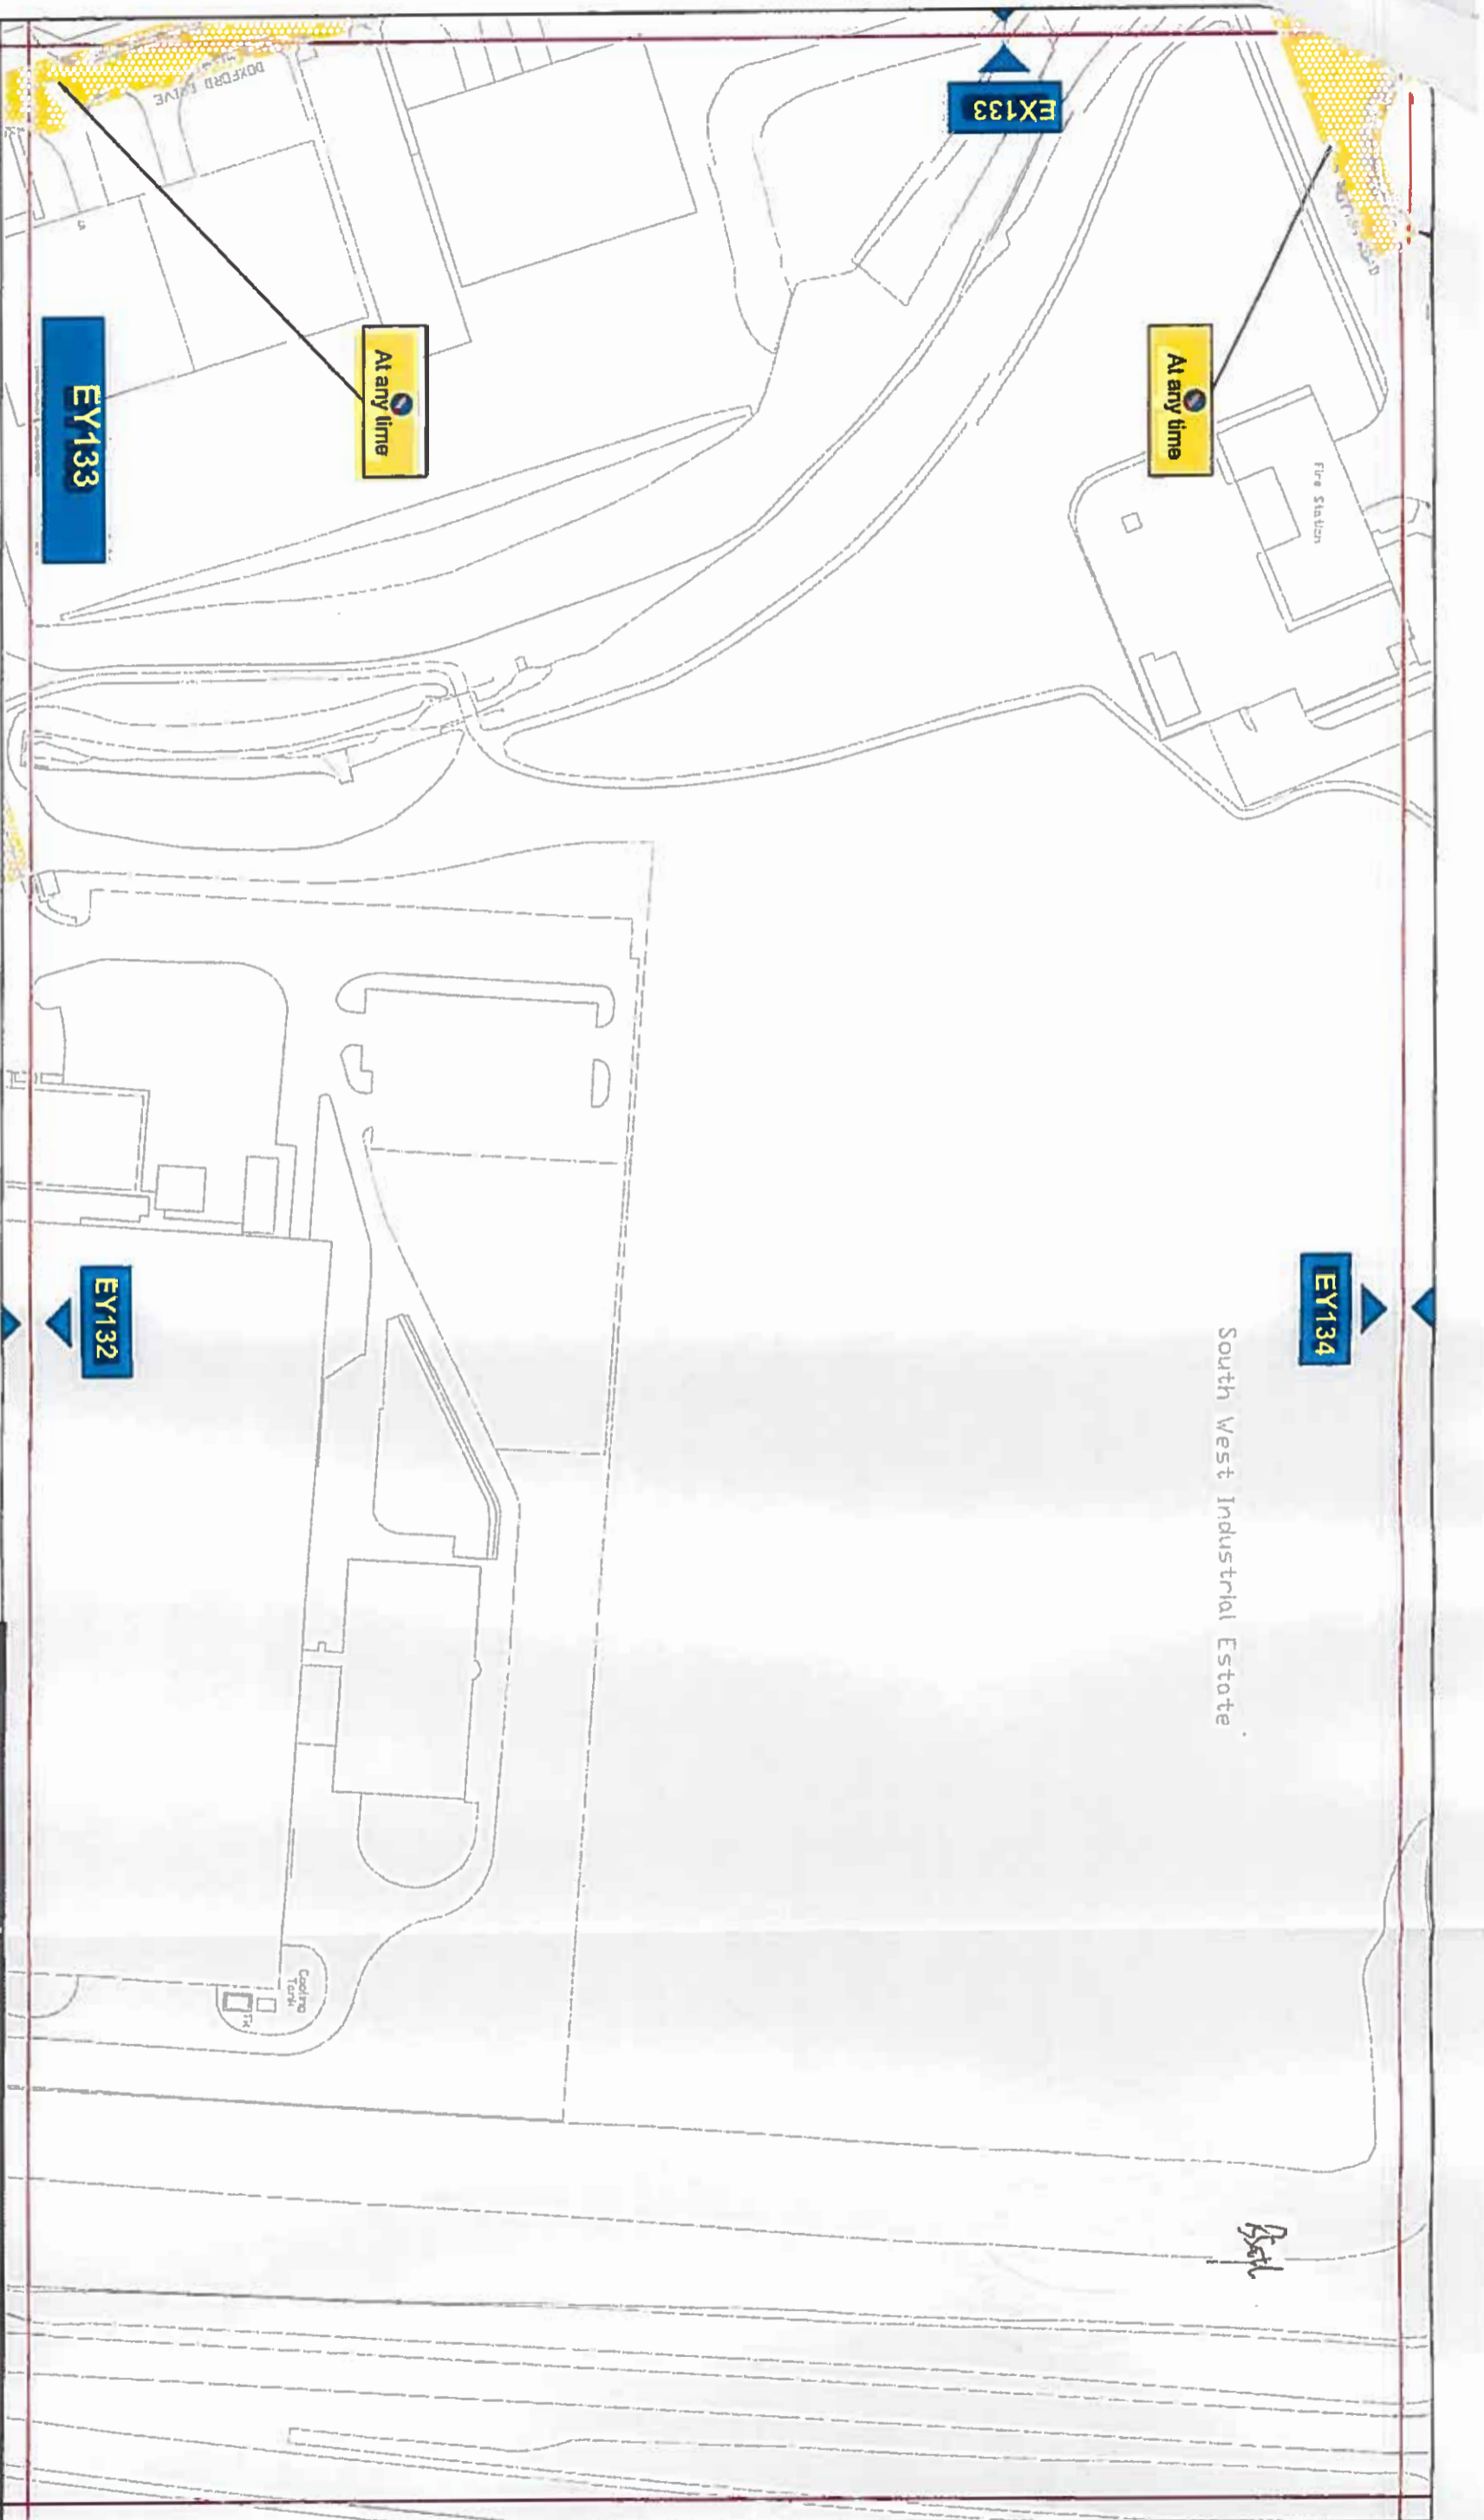 EY134
South West Industrial Estate
Fire Station
At any time
EX133
At any time
DOXFORD DRIVE
EY133
EY132
Cooling
Tank